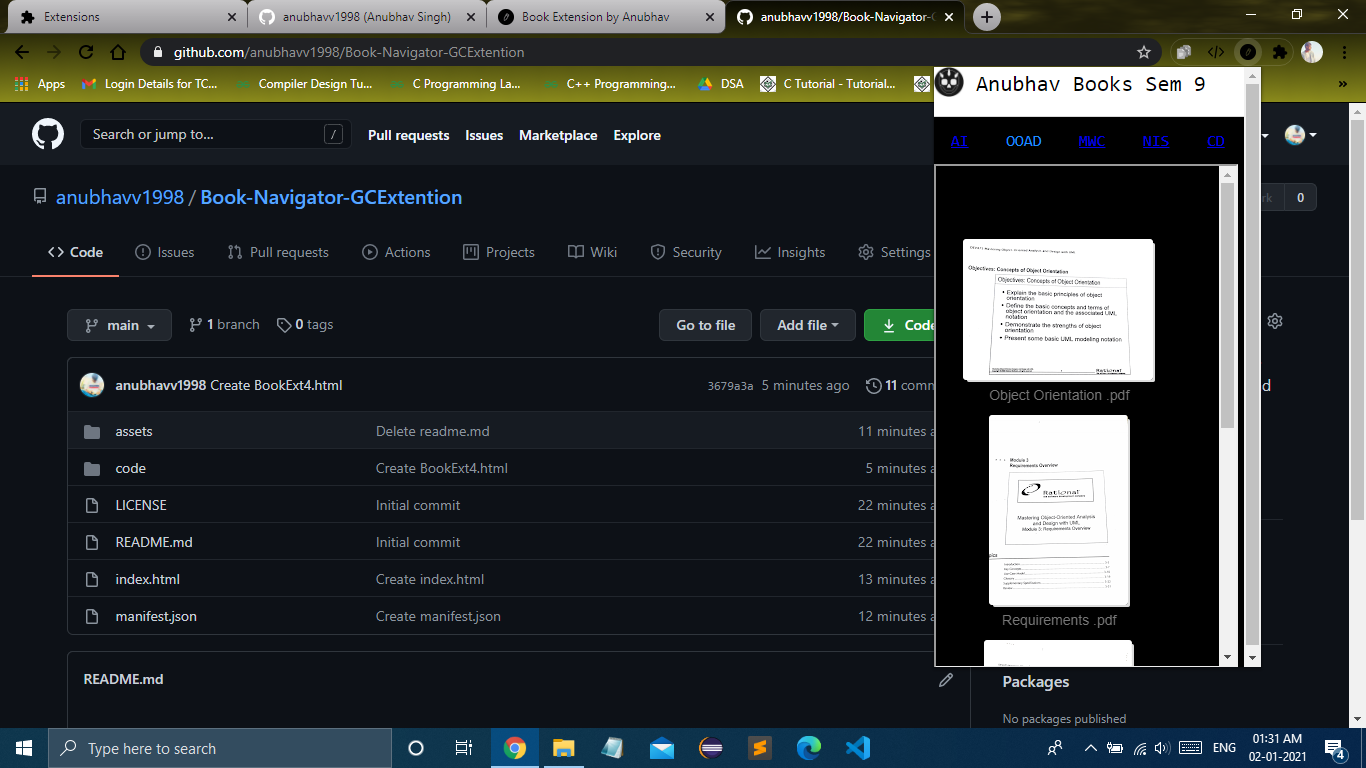 Extensions
anubhavv1998 (Anubhav Singh)
Book Extension by Anubhav
anubhavv1998/Book-Navigator-G
github.com/anubhavv1998/Book-Navigator-GCExtention
Apps
Login Details for TC...
Compiler Design Tu...
C Programming La...
C++ Programming...
DSA
C Tutorial - Tutorial...
»
Search or jump to...
/
Pull requests
Issues
Marketplace
Explore
anubhavv1998 / Book-Navigator-GCExtention
rk
0
Code
Issues
Pull requests
Actions
Projects
Wiki
Security
Insights
Settings
main
1 branch
0 tags
Go to file
Add file
Code
anubhavv1998 Create BookExt4.html
3679a3a 5 minutes ago
11 comm
d
assets
Delete readme.md
11 minutes a
code
Create BookExt4.html
5 minutes a
LICENSE
Initial commit
22 minutes a
README.md
Initial commit
22 minutes a
index.html
Create index.html
13 minutes a
manifest.json
Create manifest.json
12 minutes a
README.md
Packages
No packages published
Anubhav Books Sem 9
AI
OOAD
MWC
NIS
CD
Objectives: Concepts of Object Orientation
Objectives: Concepts of Object Orientation
• Explain the basic principles of object
orientation
• Define the basic concepts and terms of
object orientation and the associated UML
notation
• Demonstrate the strengths of object
orientation
• Present some basic UML modeling notation
Rational
Object Orientation .pdf
Module 3
Requirements Overview
Rational
Mastering Object-Oriented Analysis
and Design with UML
Module 3: Requirements Overview
pics
Requirements .pdf
Type here to search
ENG
01:31 AM
02-01-2021
4